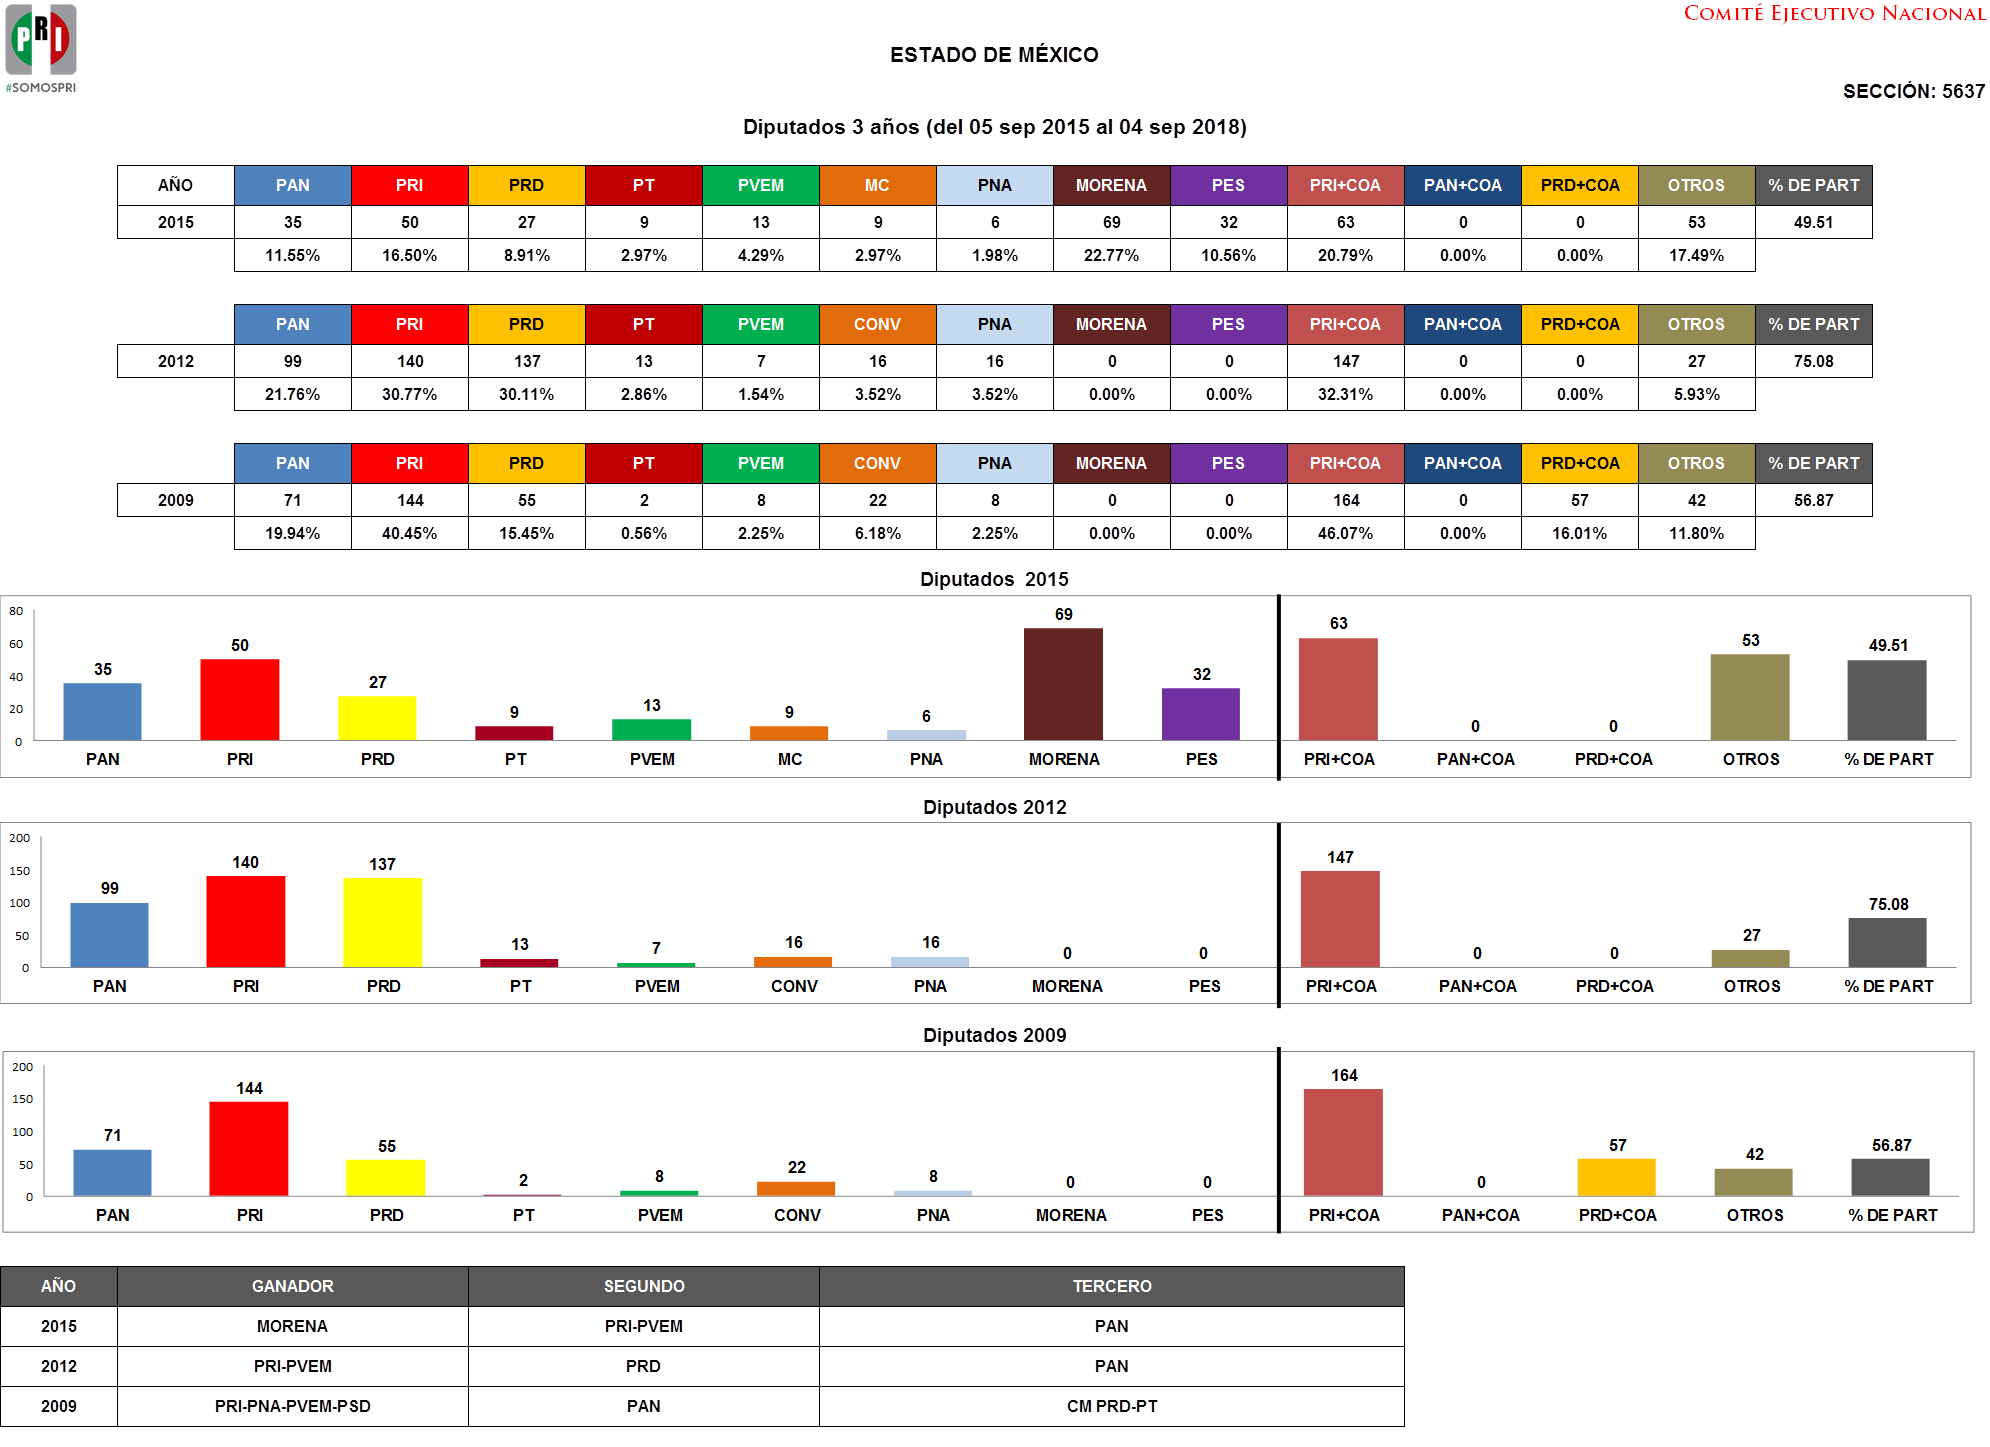 PRI
#SOMOSPRI
COMITÉ EJECUTIVO NACIONAL
ESTADO DE MÉXICO
SECCIÓN: 5637
Diputados 3 años (del 05 sep 2015 al 04 sep 2018)
AÑO PAN PRI PRD PT PVEM MC PNA MORENA PES PRI+COA PAN+COA PRD+COA OTROS % DE PART
2015 35 50 27 9 13 9 6 69 32 63 0 0 53 49.51
11.55% 16.50% 8.91% 2.97% 4.29% 2.97% 1.98% 22.77% 10.56% 20.79% 0.00% 0.00% 17.49%
PAN PRI PRD PT PVEM CONV PNA MORENA PES PRI+COA PAN+COA PRD+COA OTROS % DE PART
2012 99 140 137 13 7 16 16 0 0 147 0 0 27 75.08
21.76% 30.77% 30.11% 2.86% 1.54% 3.52% 3.52% 0.00% 0.00% 32.31% 0.00% 0.00% 5.93%
PAN PRI PRD PT PVEM CONV PNA MORENA PES PRI+COA PAN+COA PRD+COA OTROS % DE PART
2009 71 144 55 2 8 22 8 0 0 164 0 57 42 56.87
19.94% 40.45% 15.45% 0.56% 2.25% 6.18% 2.25% 0.00% 0.00% 46.07% 0.00% 16.01% 11.80%
Diputados 2015
80
60
40
20
0
35 50 27 9 13 9 6 69 32 63 0 0 53 49.51
PAN PRI PRD PT PVEM MC PNA MORENA PES PRI+COA PAN+COA PRD+COA OTROS % DE PART
Diputados 2012
200
150
100
50
0
99 140 137 13 7 16 16 0 0 147 0 0 27 75.08
PAN PRI PRD PT PVEM CONV PNA MORENA PES PRI+COA PAN+COA PRD+COA OTROS % DE PART
Diputados 2009
200
150
100
50
0
71 144 55 2 8 22 8 0 0 164 0 57 42 56.87
PAN PRI PRD PT PVEM CONV PNA MORENA PES PRI+COA PAN+COA PRD+COA OTROS % DE PART
AÑO GANADOR SEGUNDO TERCERO
2015 MORENA PRI-PVEM PAN
2012 PRI-PVEM PRD PAN
2009 PRI-PNA-PVEM-PSD PAN CM PRD-PT